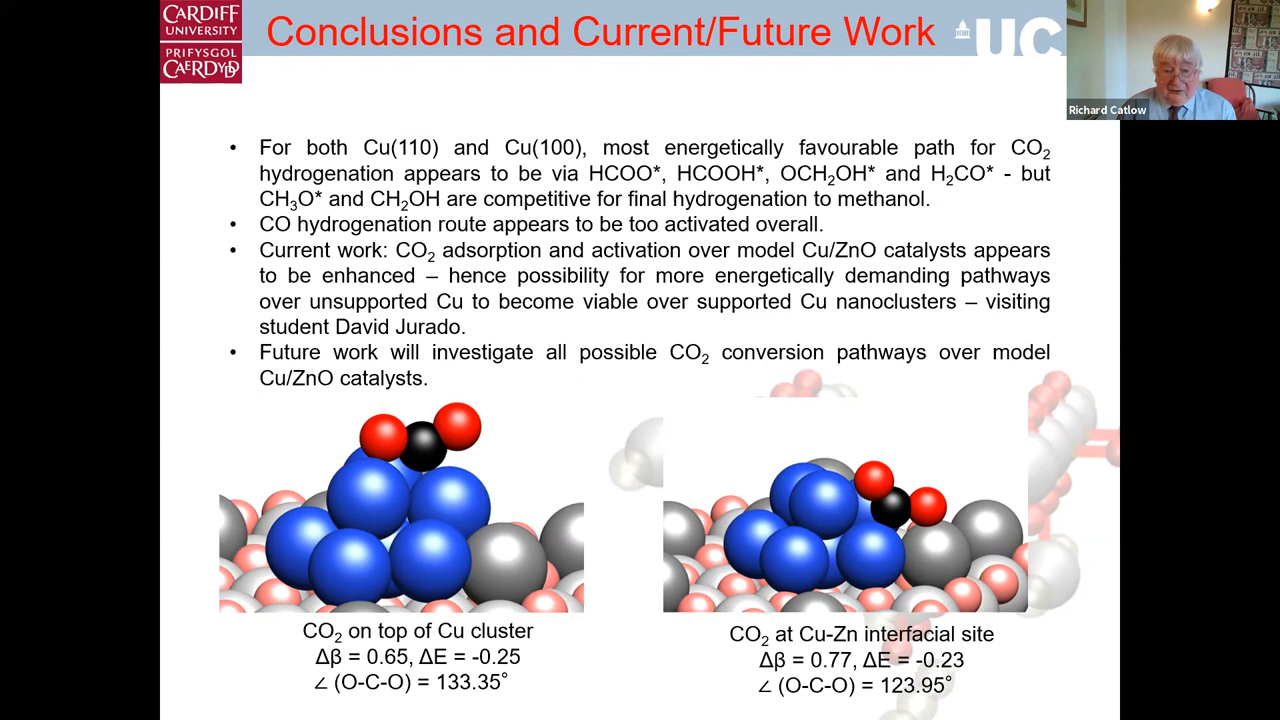 CARDIFF
UNIVERSITY
PRIFYSGOL
CAERDYDD
Conclusions and Current/Future Work
UC
Richard Catlow
• For both Cu(110) and Cu(100), most energetically favourable path for CO₂
hydrogenation appears to be via HCOO*, HCOOH*, OCH₂OH* and H₂CO* - but
CH₃O* and CH₂OH are competitive for final hydrogenation to methanol.
• CO hydrogenation route appears to be too activated overall.
• Current work: CO₂ adsorption and activation over model Cu/ZnO catalysts appears
to be enhanced – hence possibility for more energetically demanding pathways
over unsupported Cu to become viable over supported Cu nanoclusters – visiting
student David Jurado.
• Future work will investigate all possible CO₂ conversion pathways over model
Cu/ZnO catalysts.
CO₂ on top of Cu cluster
Δβ = 0.65, ΔE = -0.25
∠ (O-C-O) = 133.35°
CO₂ at Cu-Zn interfacial site
Δβ = 0.77, ΔE = -0.23
∠ (O-C-O) = 123.95°